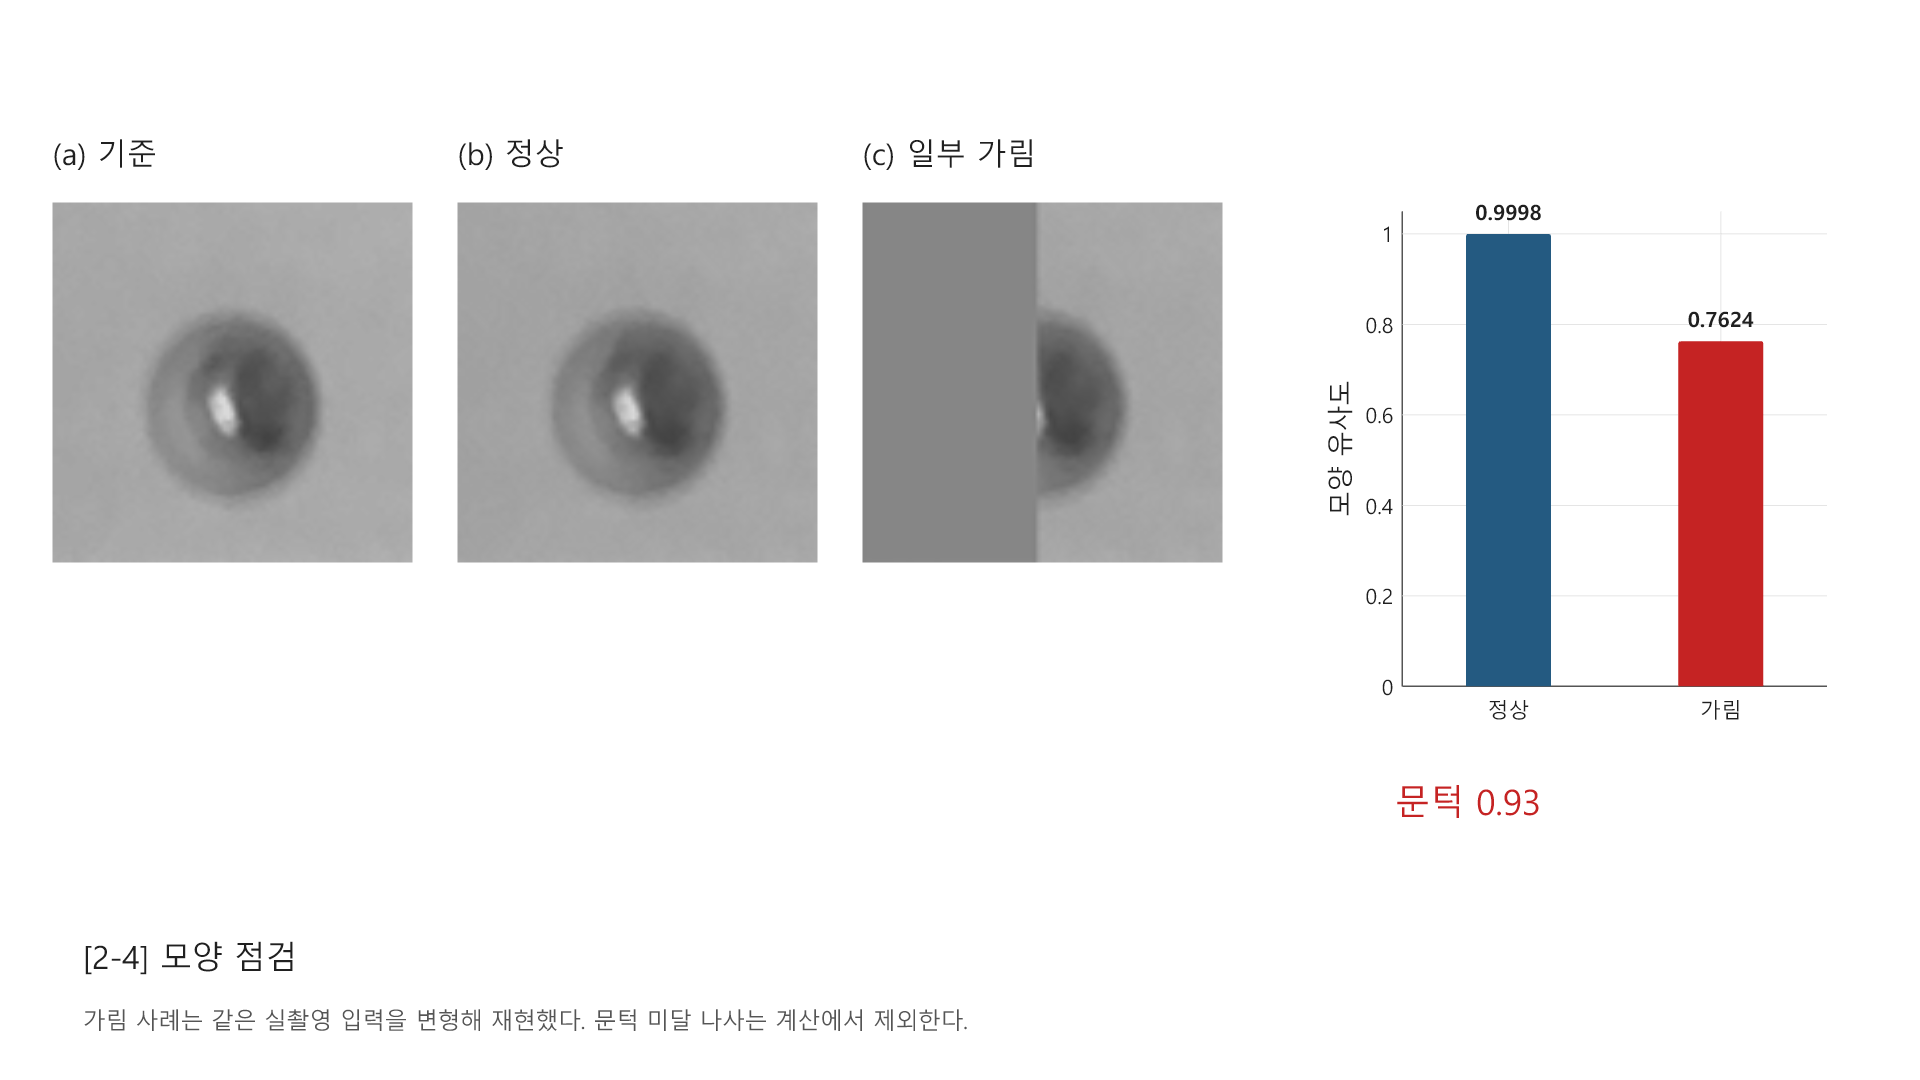 (a) 기준
(b) 정상
(c) 일부 가림
0.9998
0.7624
1
0.8
0.6
0.4
0.2
0
모양 유사도
정상
가림
문턱 0.93
[2-4] 모양 점검
가림 사례는 같은 실촬영 입력을 변형해 재현했다. 문턱 미달 나사는 계산에서 제외한다.